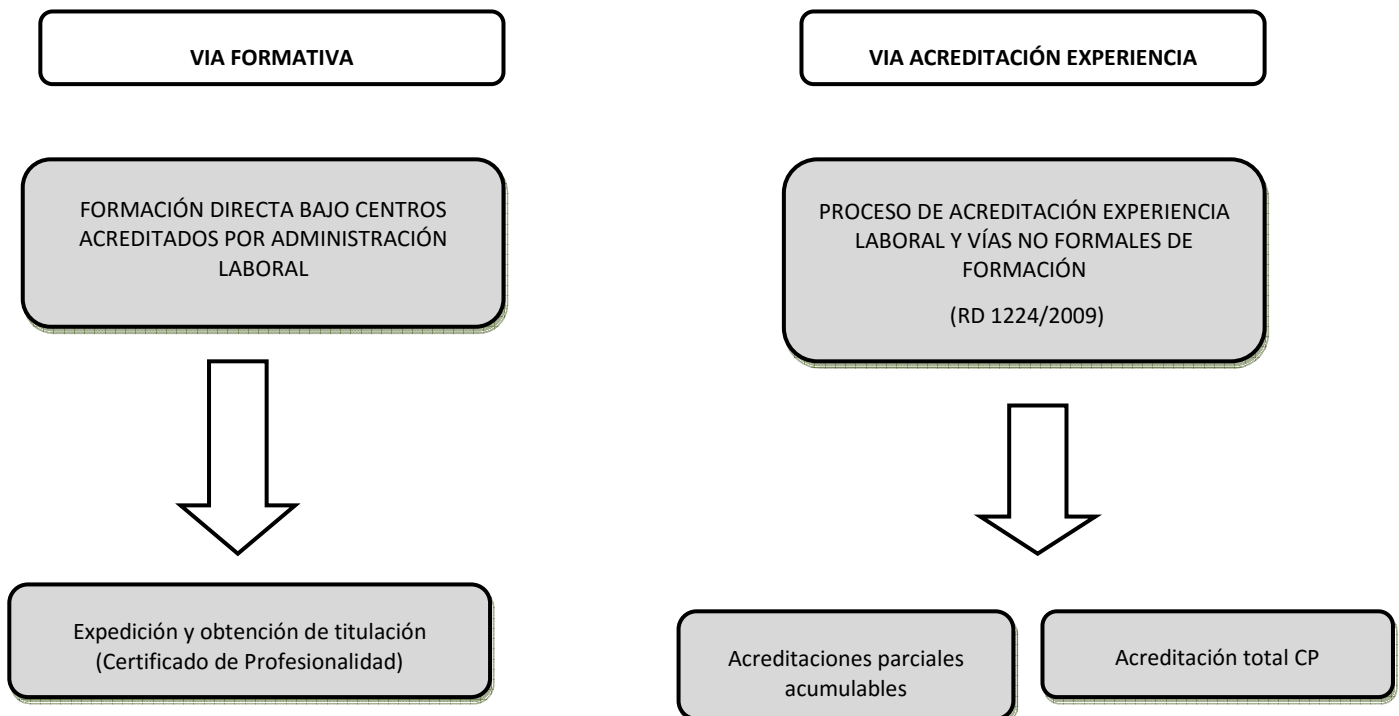 VIA FORMATIVA
VIA ACREDITACIÓN EXPERIENCIA
FORMACIÓN DIRECTA BAJO CENTROS
ACREDITADOS POR ADMINISTRACIÓN
LABORAL
PROCESO DE ACREDITACIÓN EXPERIENCIA
LABORAL Y VÍAS NO FORMALES DE
FORMACIÓN
(RD 1224/2009)
Expedición y obtención de titulación
(Certificado de Profesionalidad)
Acreditaciones parciales
acumulables
Acreditación total CP